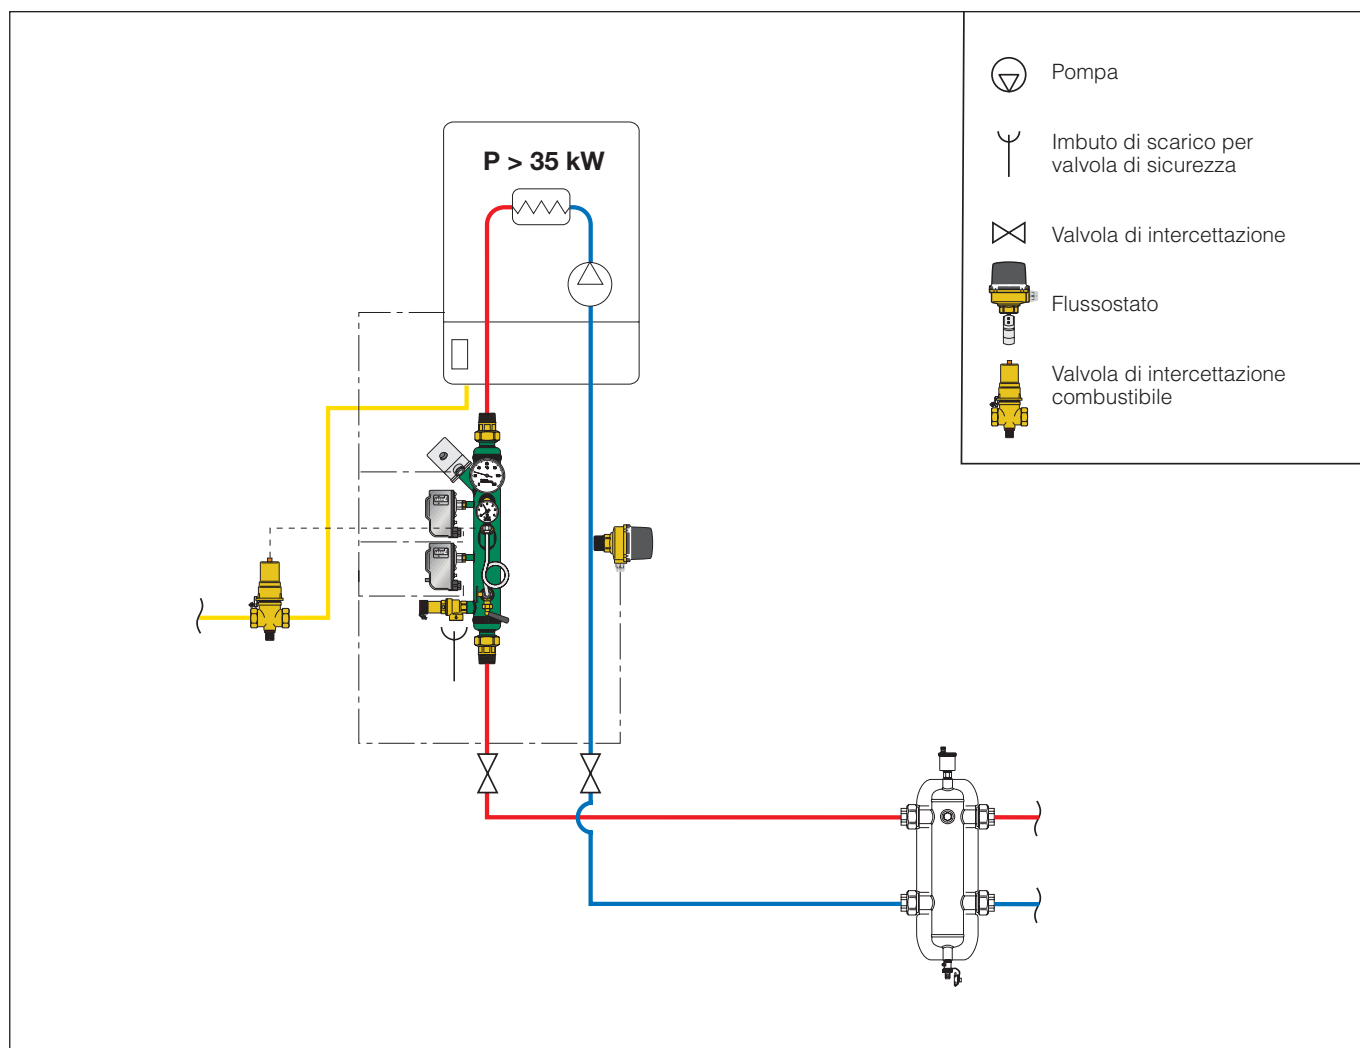 P > 35 kW
Pompa
Imbuto di scarico per
valvola di sicurezza
Valvola di intercettazione
Flussostato
Valvola di intercettazione
combustibile